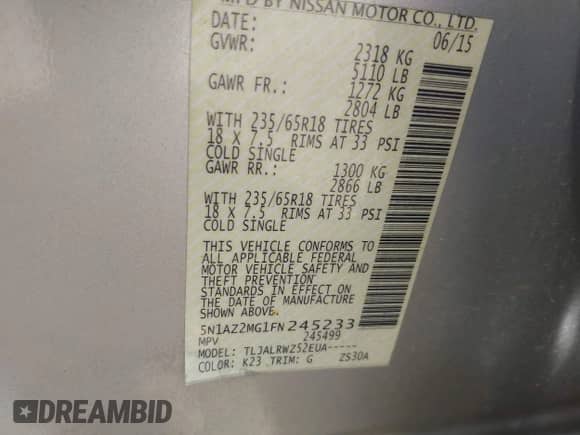 MFD BY NISSAN MOTOR CO., LTD.
DATE: 06/15
GVWR: 2318 KG
5110 LB
GAWR FR.: 1272 KG
2804 LB
WITH 235/65R18 TIRES
18 X 7.5 RIMS AT 33 PSI
COLD SINGLE
GAWR RR.: 1300 KG
2866 LB
WITH 235/65R18 TIRES
18 X 7.5 RIMS AT 33 PSI
COLD SINGLE
THIS VEHICLE CONFORMS TO
ALL APPLICABLE FEDERAL
MOTOR VEHICLE SAFETY AND
THEFT PREVENTION
STANDARDS IN EFFECT ON
THE DATE OF MANUFACTURE
SHOWN ABOVE.
5N1AZ2MG1FN245233
MPV 245499
MODEL: TLJALRWZ52EUA-----
COLOR: K23 TRIM: G ZS30A
DREAMBID